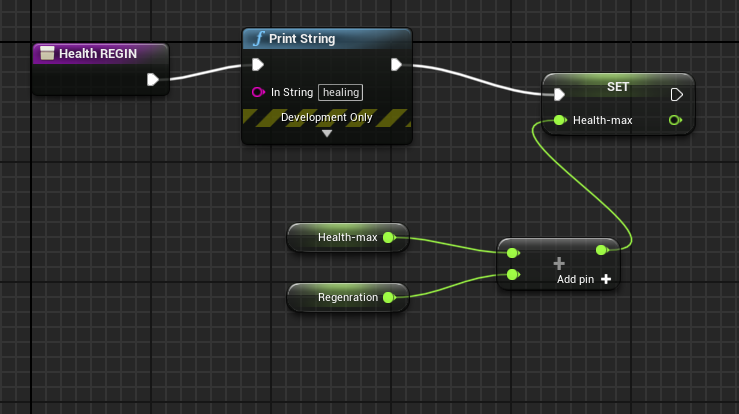 Health REGIN
Print String
In String healing
Development Only
SET
Health-max
Health-max
Regenration
Add pin